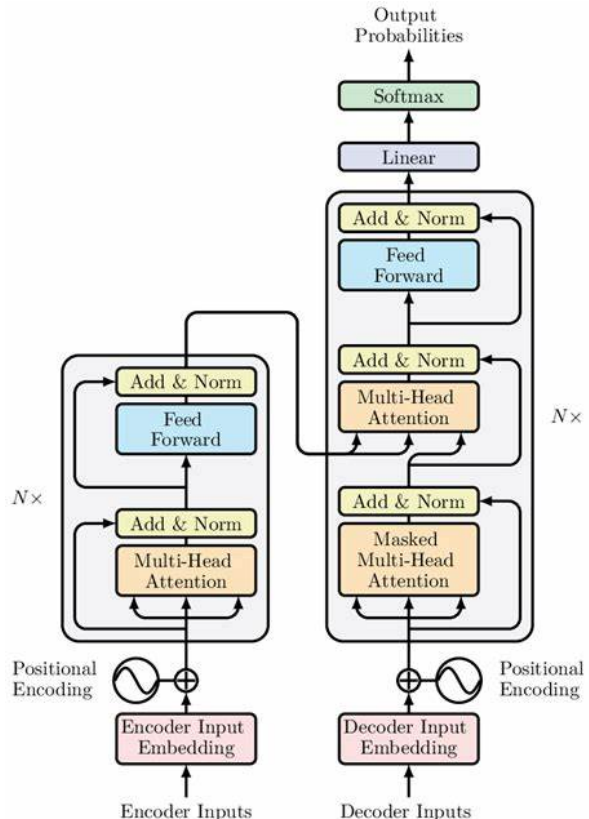 Output
Probabilities
Softmax
Linear
Add & Norm
Feed
Forward
Add & Norm
Multi-Head
Attention
N×
Add & Norm
Masked
Multi-Head
Attention
Add & Norm
Feed
Forward
N×
Add & Norm
Multi-Head
Attention
Positional
Encoding
Positional
Encoding
Encoder Input
Embedding
Decoder Input
Embedding
Encoder Inputs
Decoder Inputs